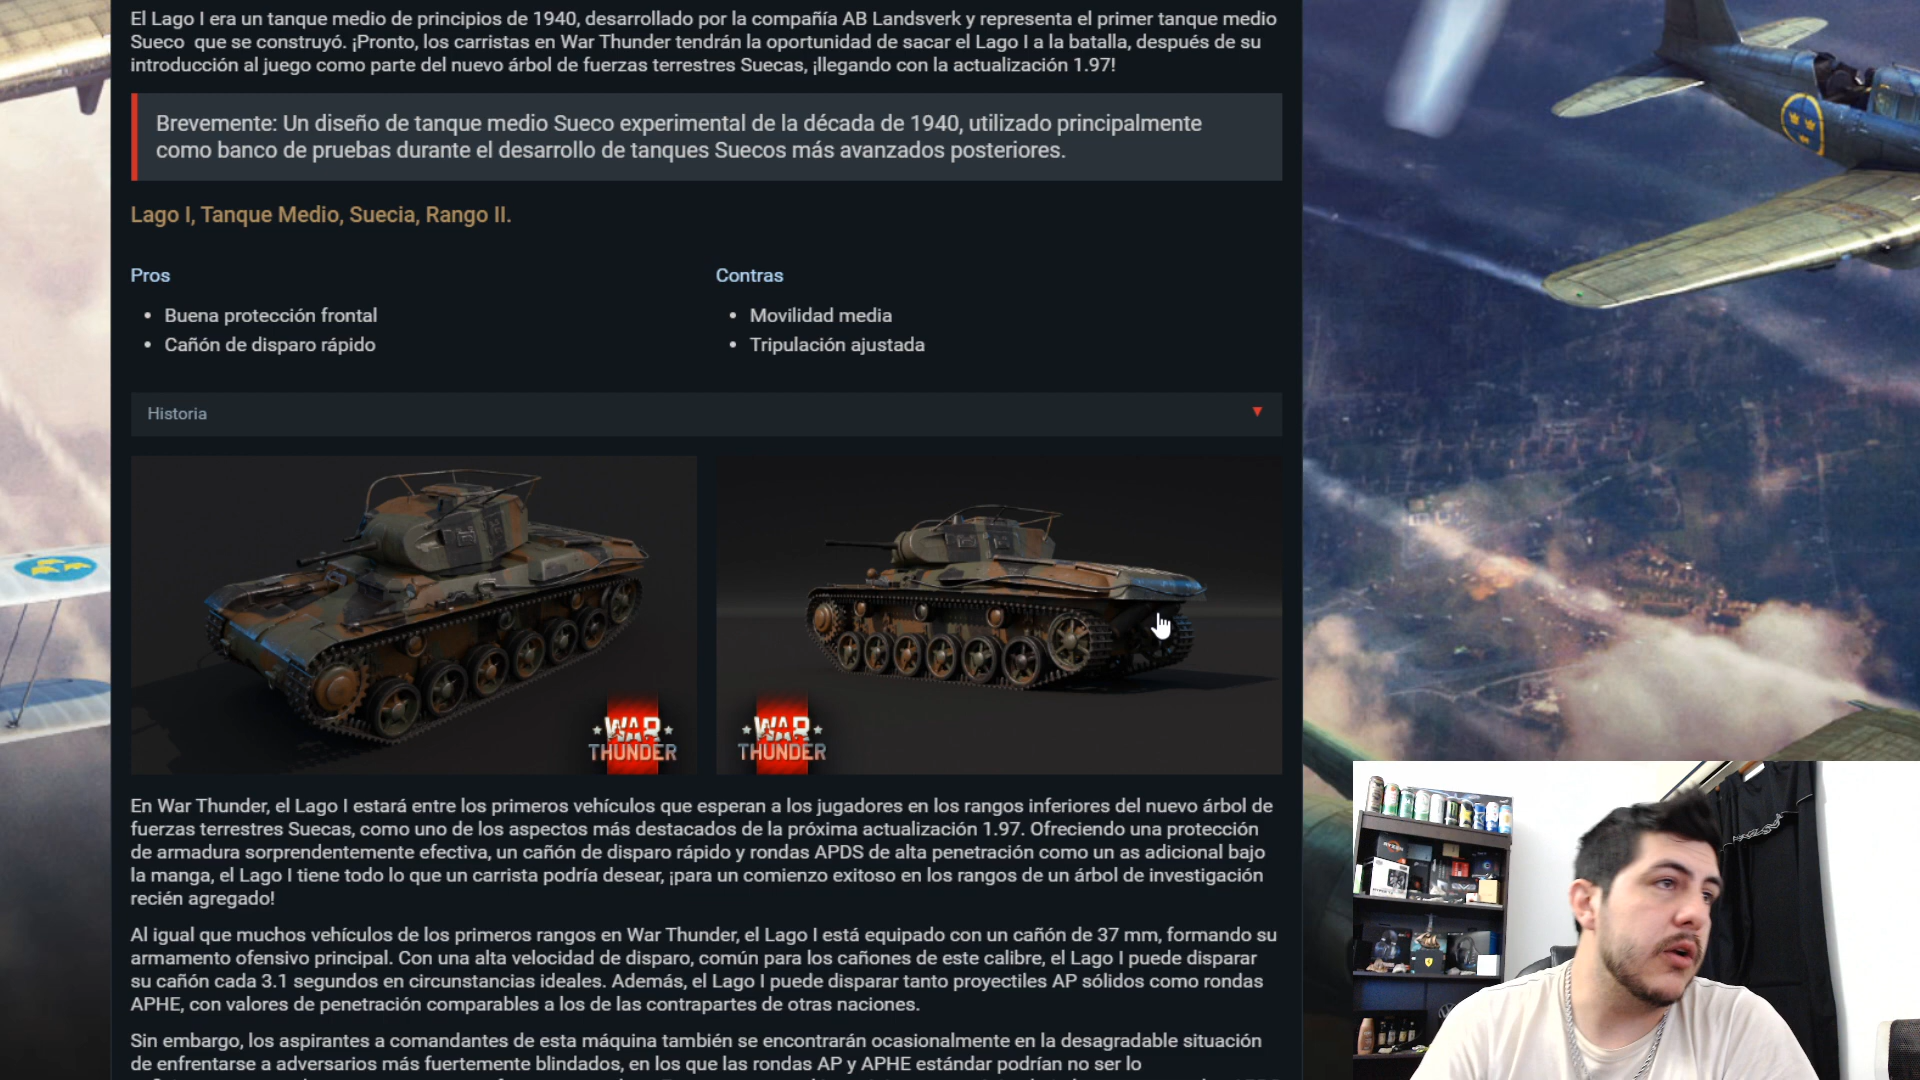 El Lago I era un tanque medio de principios de 1940, desarrollado por la compañía AB Landsverk y representa el primer tanque medio
Sueco que se construyó. ¡Pronto, los carristas en War Thunder tendrán la oportunidad de sacar el Lago I a la batalla, después de su
introducción al juego como parte del nuevo árbol de fuerzas terrestres Suecas, ¡llegando con la actualización 1.97!
Brevemente: Un diseño de tanque medio Sueco experimental de la década de 1940, utilizado principalmente
como banco de pruebas durante el desarrollo de tanques Suecos más avanzados posteriores.
Lago I, Tanque Medio, Suecia, Rango II.
Pros
• Buena protección frontal
• Cañón de disparo rápido
Contras
• Movilidad media
• Tripulación ajustada
Historia
WAR
THUNDER
WAR
THUNDER
En War Thunder, el Lago I estará entre los primeros vehículos que esperan a los jugadores en los rangos inferiores del nuevo árbol de
fuerzas terrestres Suecas, como uno de los aspectos más destacados de la próxima actualización 1.97. Ofreciendo una protección
de armadura sorprendentemente efectiva, un cañón de disparo rápido y rondas APDS de alta penetración como un as adicional bajo
la manga, el Lago I tiene todo lo que un carrista podría desear, ¡para un comienzo exitoso en los rangos de un árbol de investigación
recién agregado!
Al igual que muchos vehículos de los primeros rangos en War Thunder, el Lago I está equipado con un cañón de 37 mm, formando su
armamento ofensivo principal. Con una alta velocidad de disparo, común para los cañones de este calibre, el Lago I puede disparar
su cañón cada 3.1 segundos en circunstancias ideales. Además, el Lago I puede disparar tanto proyectiles AP sólidos como rondas
APHE, con valores de penetración comparables a los de las contrapartes de otras naciones.
Sin embargo, los aspirantes a comandantes de esta máquina también se encontrarán ocasionalmente en la desagradable situación
de enfrentarse a adversarios más fuertemente blindados, en los que las rondas AP y APHE estándar podrían no ser lo
RYZEN